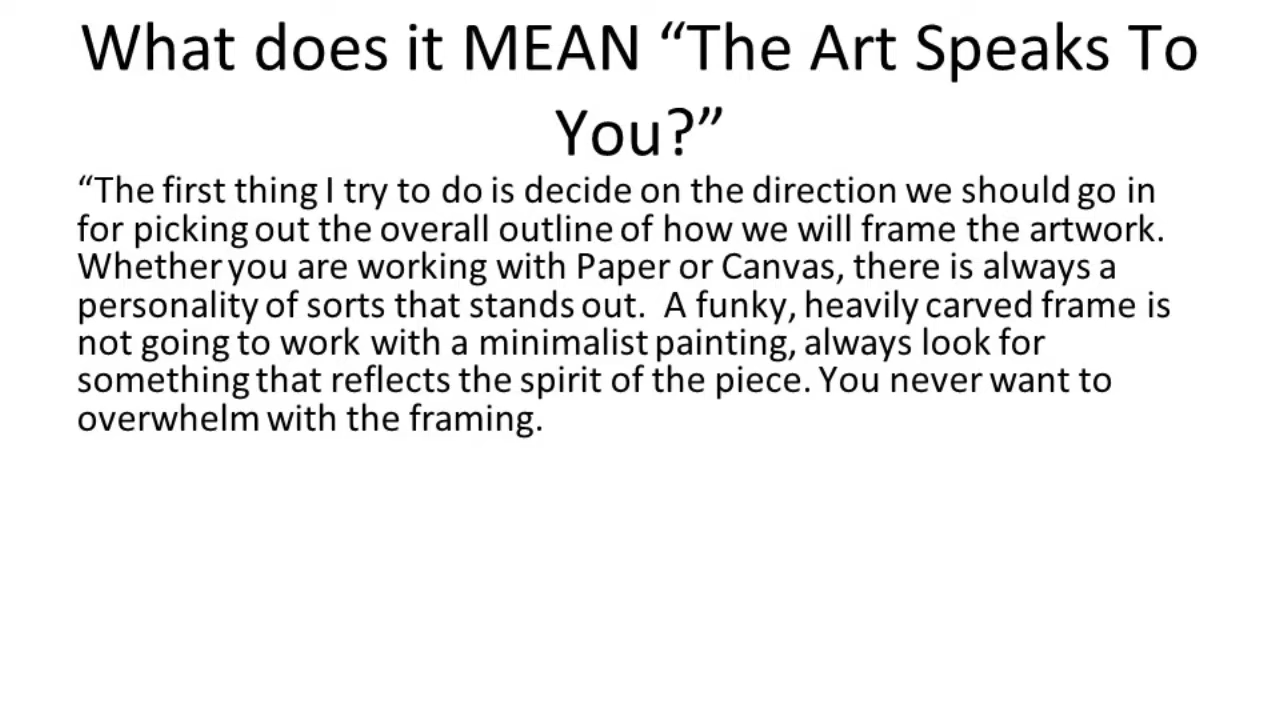 What does it MEAN “The Art Speaks To
You?”
“The first thing I try to do is decide on the direction we should go in
for picking out the overall outline of how we will frame the artwork.
Whether you are working with Paper or Canvas, there is always a
personality of sorts that stands out.  A funky, heavily carved frame is
not going to work with a minimalist painting, always look for
something that reflects the spirit of the piece. You never want to
overwhelm with the framing.